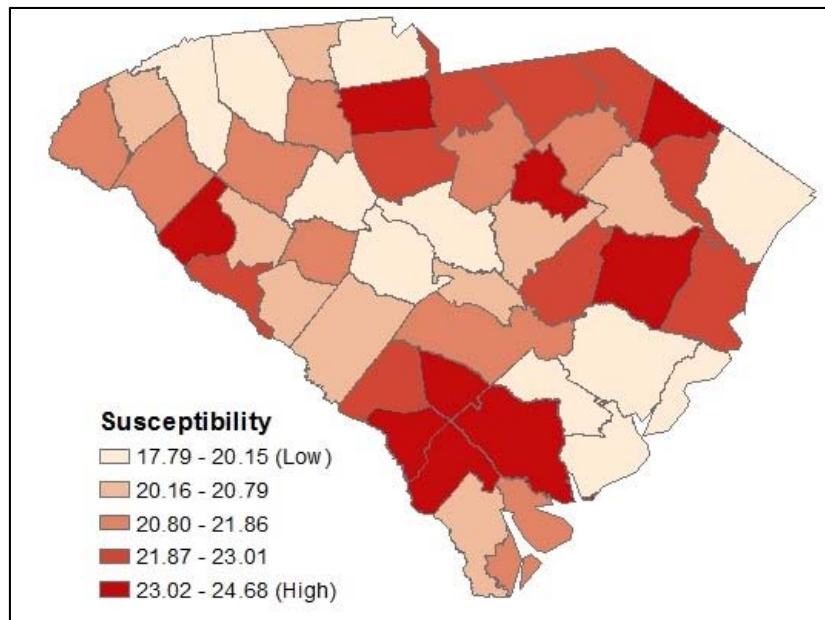 Susceptibility
17.79 - 20.15 (Low)
20.16 - 20.79
20.80 - 21.86
21.87 - 23.01
23.02 - 24.68 (High)